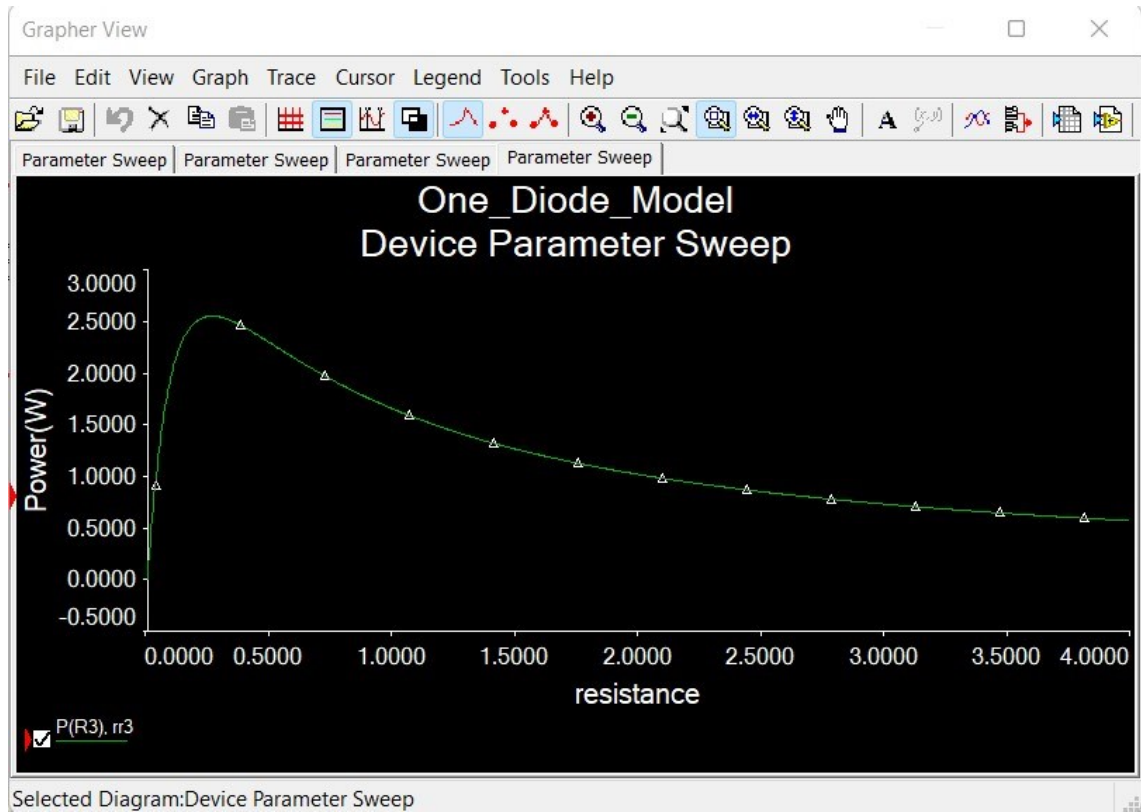 Grapher View
File Edit View Graph Trace Cursor Legend Tools Help
A (x,y)
Parameter Sweep Parameter Sweep Parameter Sweep Parameter Sweep
One_Diode_Model
Device Parameter Sweep
3.0000
2.5000
2.0000
1.5000
1.0000
0.5000
0.0000
-0.5000
Power(W)
0.0000 0.5000 1.0000 1.5000 2.0000 2.5000 3.0000 3.5000 4.0000
resistance
P(R3), rr3
Selected Diagram:Device Parameter Sweep